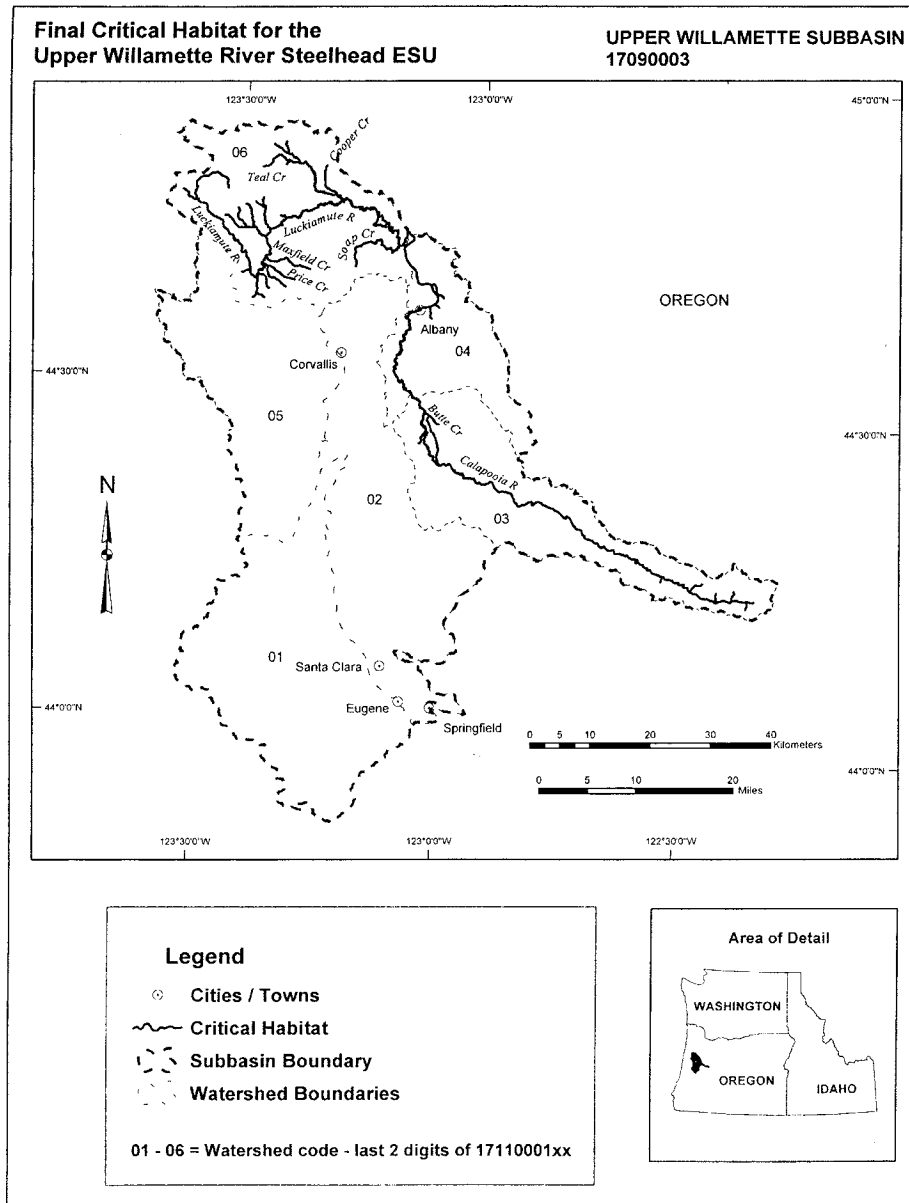 Final Critical Habitat for the
Upper Willamette River Steelhead ESU
UPPER WILLAMETTE SUBBASIN
17090003
123°30'0"W
123°0'0"W
45°0'0"N
06
Cooper Cr
Teal Cr
Luckiamute R
Luckiamute R
Soap Cr
Maxfield Cr
Price Cr
OREGON
Albany
04
Corvallis
44°30'0"N
05
Butte Cr
44°30'0"N
Calapooia R
N
02
03
01
Santa Clara
Eugene
Springfield
44°0'0"N
0 5 10 20 30 40
Kilometers
44°0'0"N
0 5 10 20
Miles
123°30'0"W
123°0'0"W
122°30'0"W
Legend
Cities / Towns
Critical Habitat
Subbasin Boundary
Watershed Boundaries
01 - 06 = Watershed code - last 2 digits of 17110001xx
Area of Detail
WASHINGTON
OREGON
IDAHO